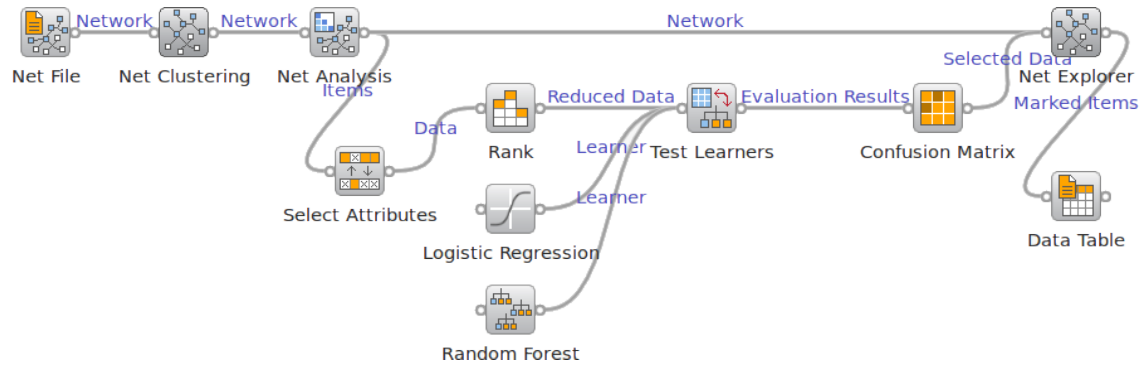 Network
Network
Network
Net File
Net Clustering
Net Analysis
Net Explorer
Selected Data
Items
Marked Items
Data
Reduced Data
Evaluation Results
Rank
Learner
Test Learners
Confusion Matrix
Select Attributes
Learner
Data Table
Logistic Regression
Random Forest